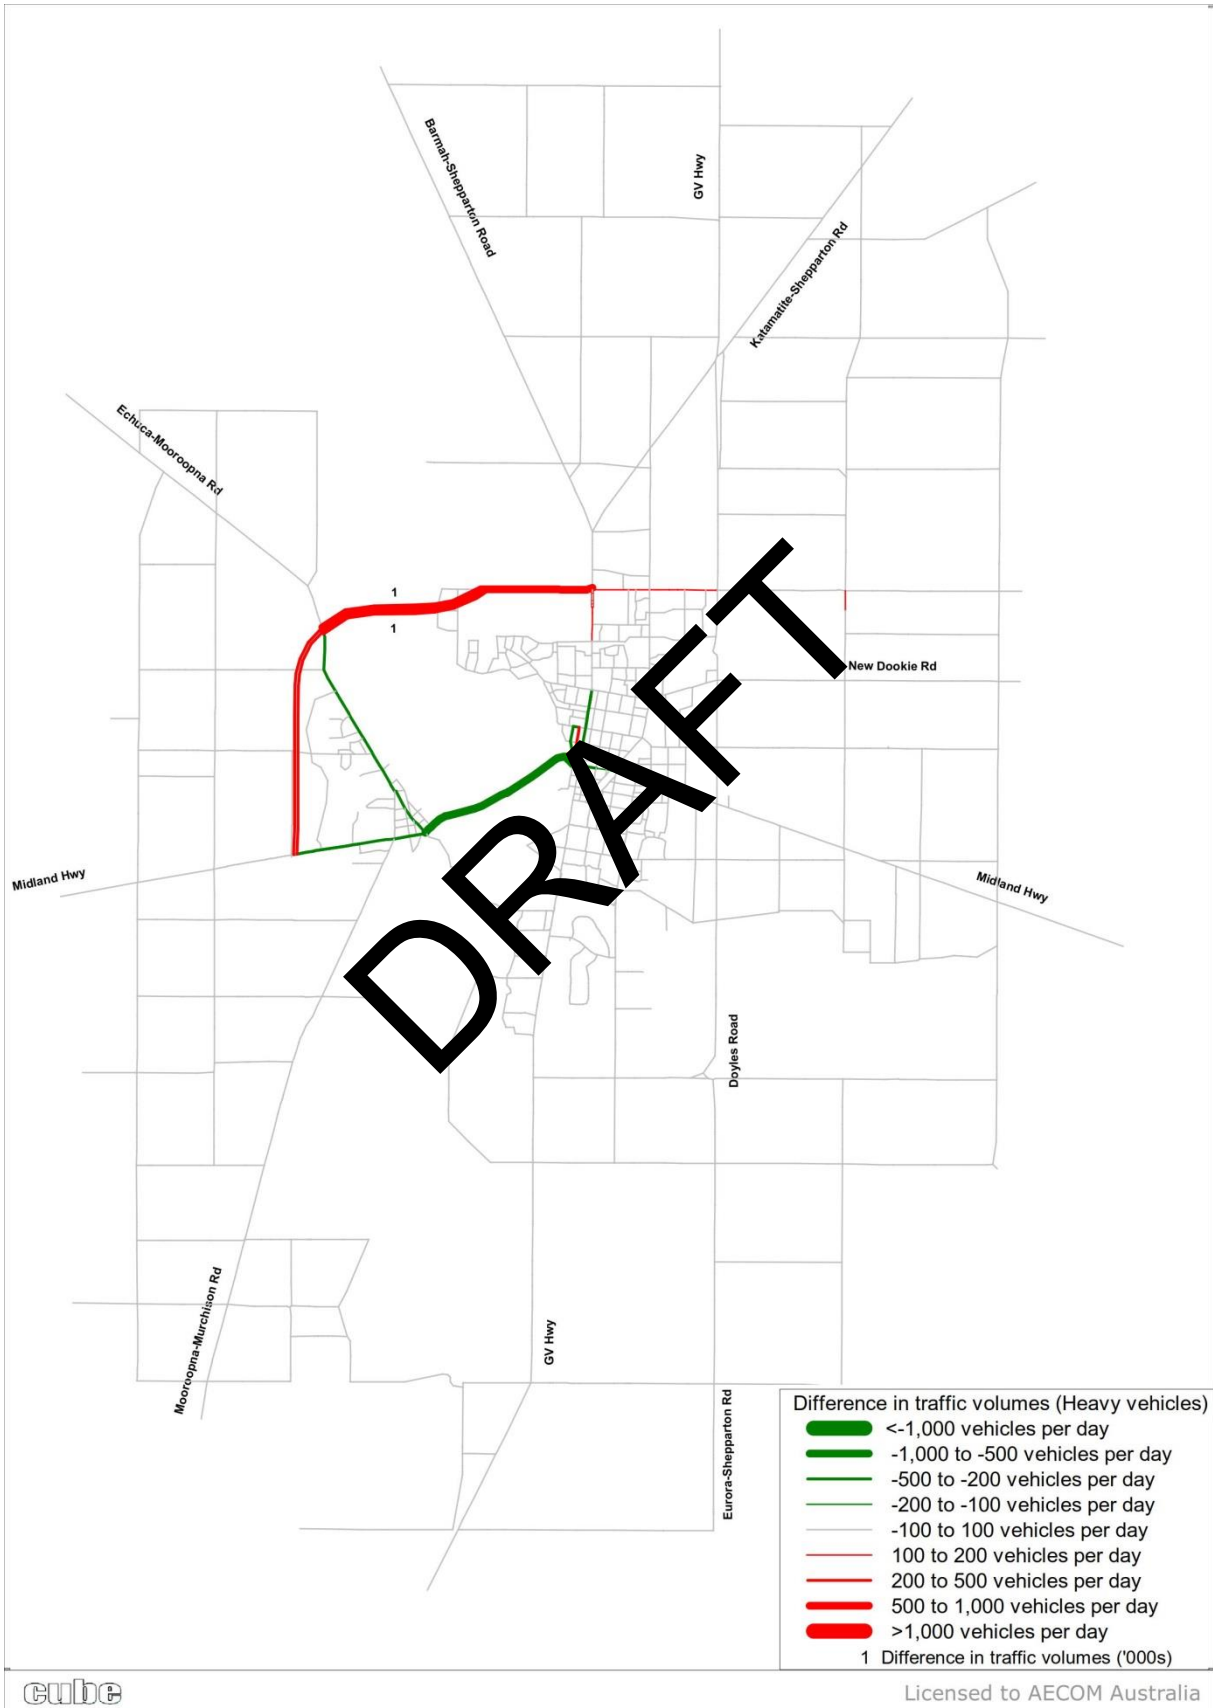 Barmah-Shepparton Road
GV Hwy
Katamatite-Shepparton Rd
Echuca-Mooroopna Rd
1
1
New Dookie Rd
DRAFT
Midland Hwy
Midland Hwy
Doyles Road
Mooroopna-Murchison Rd
GV Hwy
Eurora-Shepparton Rd
Difference in traffic volumes (Heavy vehicles)
<-1,000 vehicles per day
-1,000 to -500 vehicles per day
-500 to -200 vehicles per day
-200 to -100 vehicles per day
-100 to 100 vehicles per day
100 to 200 vehicles per day
200 to 500 vehicles per day
500 to 1,000 vehicles per day
>1,000 vehicles per day
1 Difference in traffic volumes ('000s)
cube
Licensed to AECOM Australia